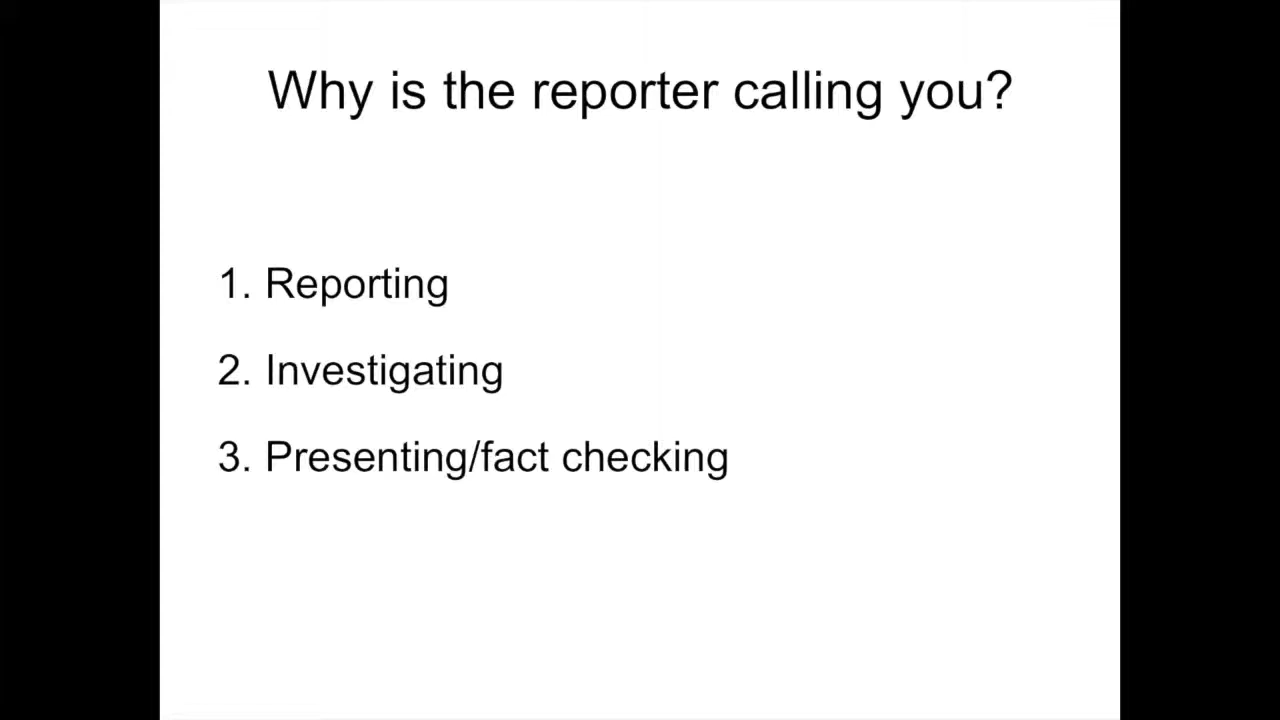 Why is the reporter calling you?
1. Reporting
2. Investigating
3. Presenting/fact checking